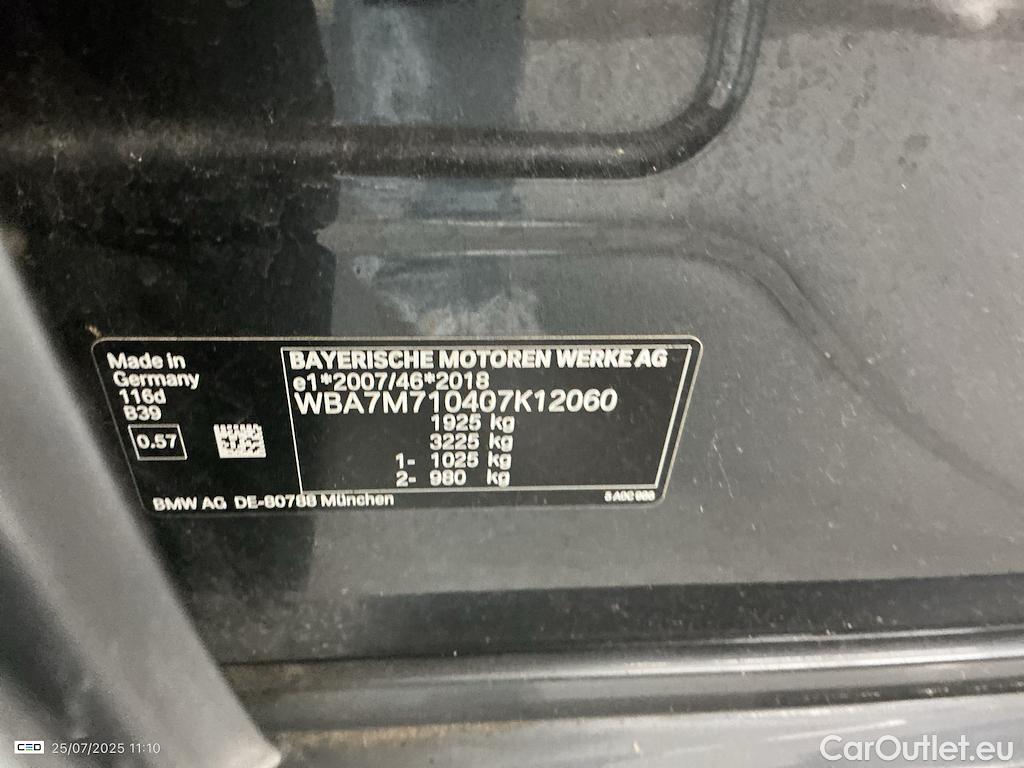 Made in
Germany
116d
B39
0.57
BAYERISCHE MOTOREN WERKE AG
e1*2007/46*2018
WBA7M710407K12060
1925 kg
3225 kg
1- 1025 kg
2- 980 kg
BMW AG DE-80788 München
CEO 25/07/2025 11:10
CarOutlet.eu